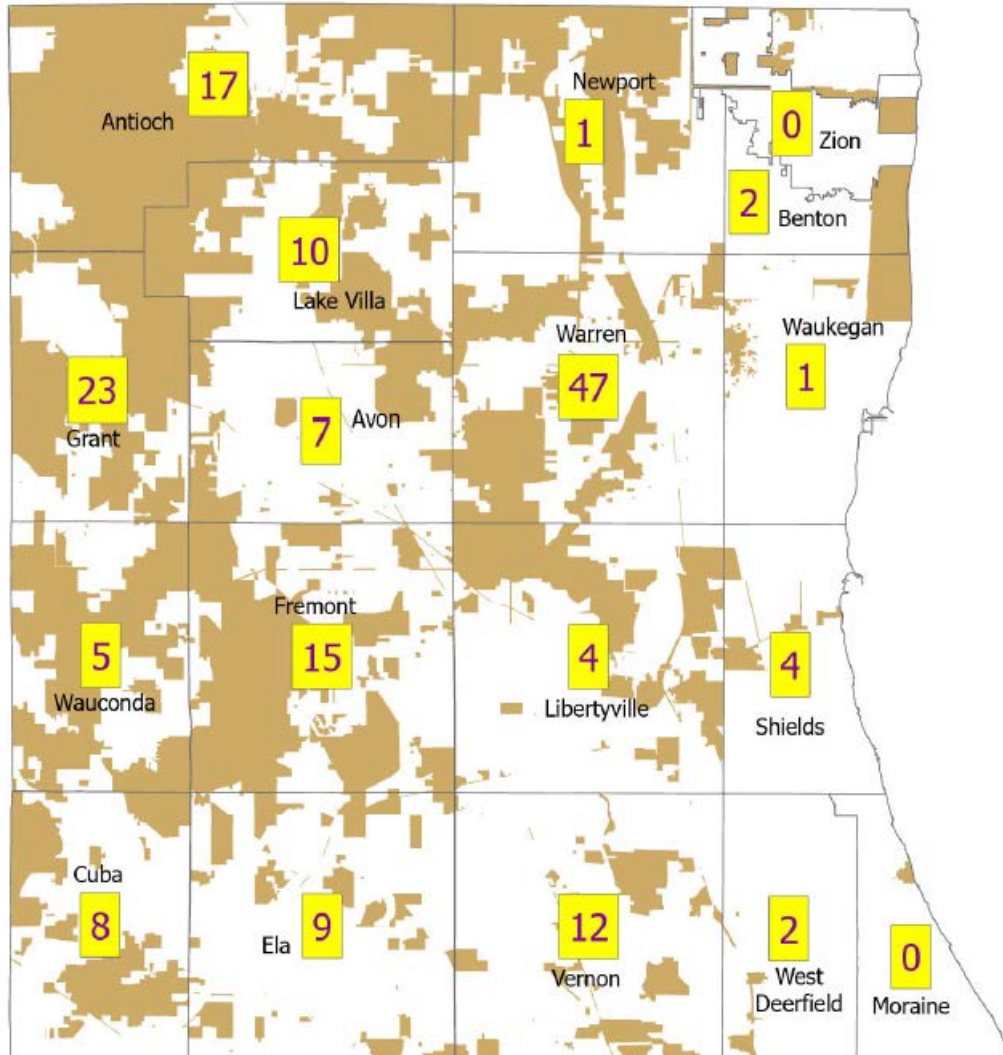 17
Antioch
Newport
1
0
Zion
2
Benton
10
Lake Villa
Warren
47
Waukegan
1
23
Grant
7
Avon
5
Wauconda
Fremont
15
4
Libertyville
4
Shields
Cuba
8
Ela
9
12
Vernon
2
West
Deerfield
0
Moraine